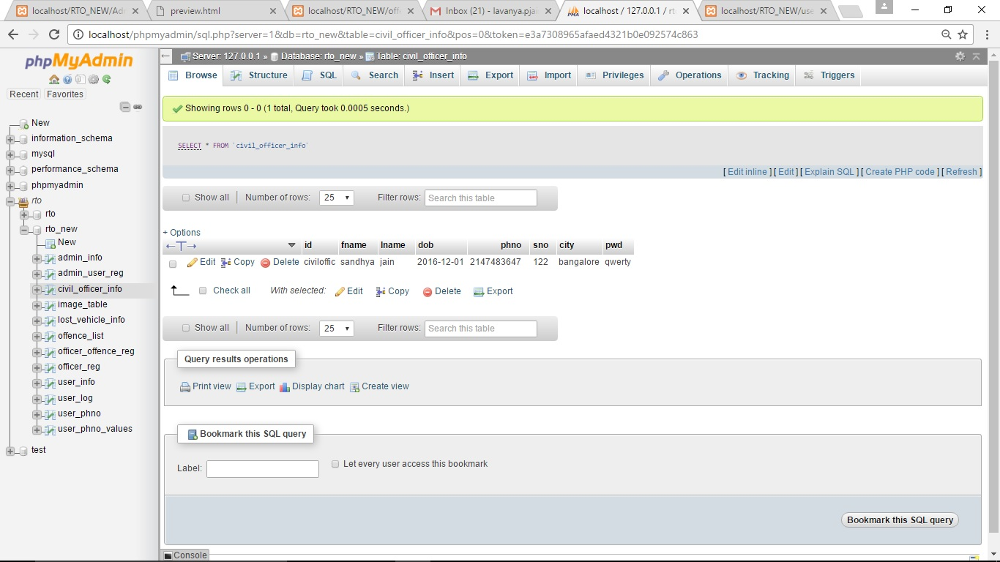 localhost/RTO_NEW/Adm
preview.html
localhost/RTO_NEW/offe
Inbox (21) - lavanya.pjai
localhost / 127.0.0.1 / rt
localhost/RTO_NEW/use
localhost/phpmyadmin/sql.php?server=1&db=rto_new&table=civil_officer_info&pos=0&token=e3a7308965afaed4321b0e092574c863
phpMyAdmin
Recent Favorites
New
information_schema
mysql
performance_schema
phpmyadmin
rto
rto
rto_new
New
admin_info
admin_user_reg
civil_officer_info
image_table
lost_vehicle_info
offence_list
officer_offence_reg
officer_reg
user_info
user_log
user_phno
user_phno_values
test
Server: 127.0.0.1 » Database: rto_new » Table: civil_officer_info
Browse Structure SQL Search Insert Export Import Privileges Operations Tracking Triggers
Showing rows 0 - 0 (1 total, Query took 0.0005 seconds.)
SELECT * FROM `civil_officer_info`
[ Edit inline ] [ Edit ] [ Explain SQL ] [ Create PHP code ] [ Refresh ]
Show all Number of rows: 25 Filter rows: Search this table
+ Options
id fname lname dob phno sno city pwd
Edit Copy Delete civiloffic sandhya jain 2016-12-01 2147483647 122 bangalore qwerty
Check all With selected: Edit Copy Delete Export
Show all Number of rows: 25 Filter rows: Search this table
Query results operations
Print view Export Display chart Create view
Bookmark this SQL query
Label: Let every user access this bookmark
Bookmark this SQL query
Console